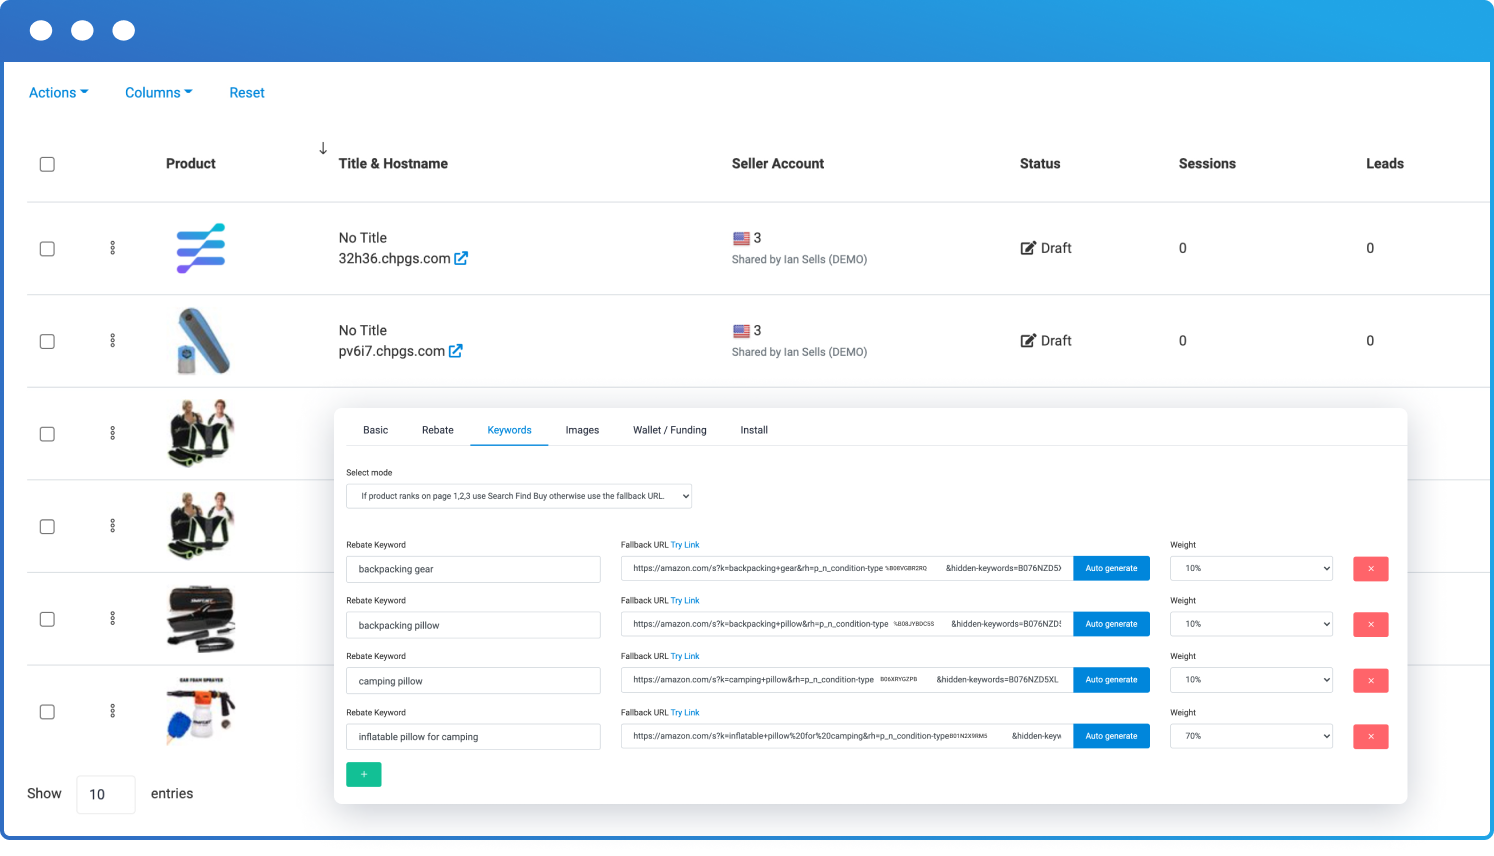 Actions Columns Reset
Product ↓ Title & Hostname Seller Account Status Sessions Leads
No Title
32h36.chpgs.com
3
Shared by Ian Sells (DEMO)
Draft 0 0
No Title
pv6i7.chpgs.com
3
Shared by Ian Sells (DEMO)
Draft 0 0
CAR FOAM SPRAYER
Show 10 entries
Basic Rebate Keywords Images Wallet / Funding Install
Select mode
If product ranks on page 1,2,3 use Search Find Buy otherwise use the fallback URL.
Rebate Keyword Fallback URL Try Link Weight
backpacking gear https://amazon.com/s?k=backpacking+gear&rh=p_n_condition-type %B08VGBR2RQ &hidden-keywords=B076NZD5X Auto generate 10% ×
Rebate Keyword Fallback URL Try Link Weight
backpacking pillow https://amazon.com/s?k=backpacking+pillow&rh=p_n_condition-type %B08JYBDCSS &hidden-keywords=B076NZD5 Auto generate 10% ×
Rebate Keyword Fallback URL Try Link Weight
camping pillow https://amazon.com/s?k=camping+pillow&rh=p_n_condition-type B06XRYGZPB &hidden-keywords=B076NZD5XL Auto generate 10% ×
Rebate Keyword Fallback URL Try Link Weight
inflatable pillow for camping https://amazon.com/s?k=inflatable+pillow%20for%20camping&rh=p_n_condition-typeB01N2X9RM5 &hidden-keyw Auto generate 70% ×
+